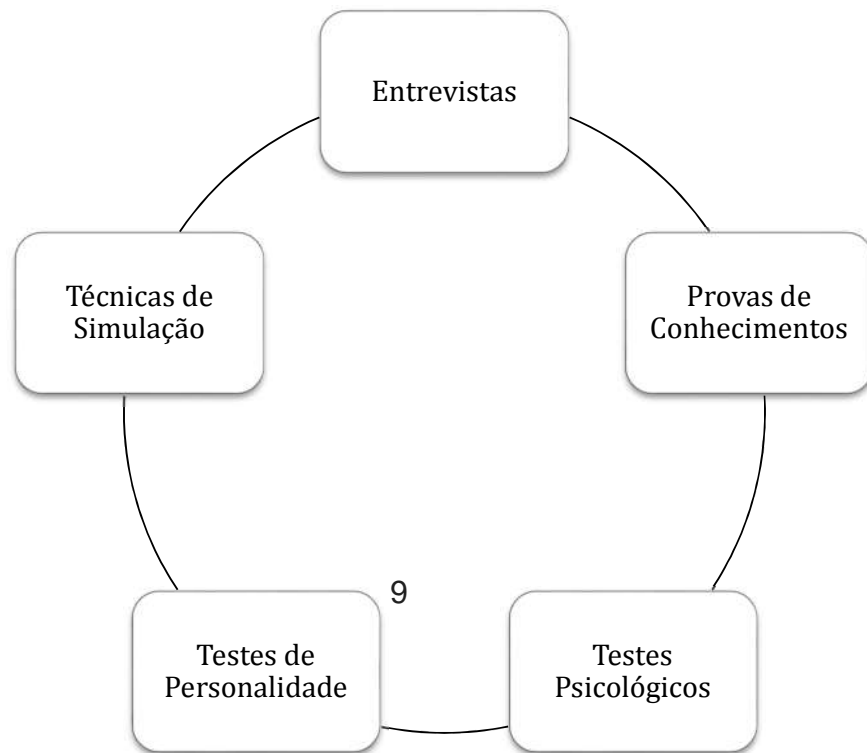 Entrevistas
Técnicas de
Simulação
Provas de
Conhecimentos
9
Testes de
Personalidade
Testes
Psicológicos